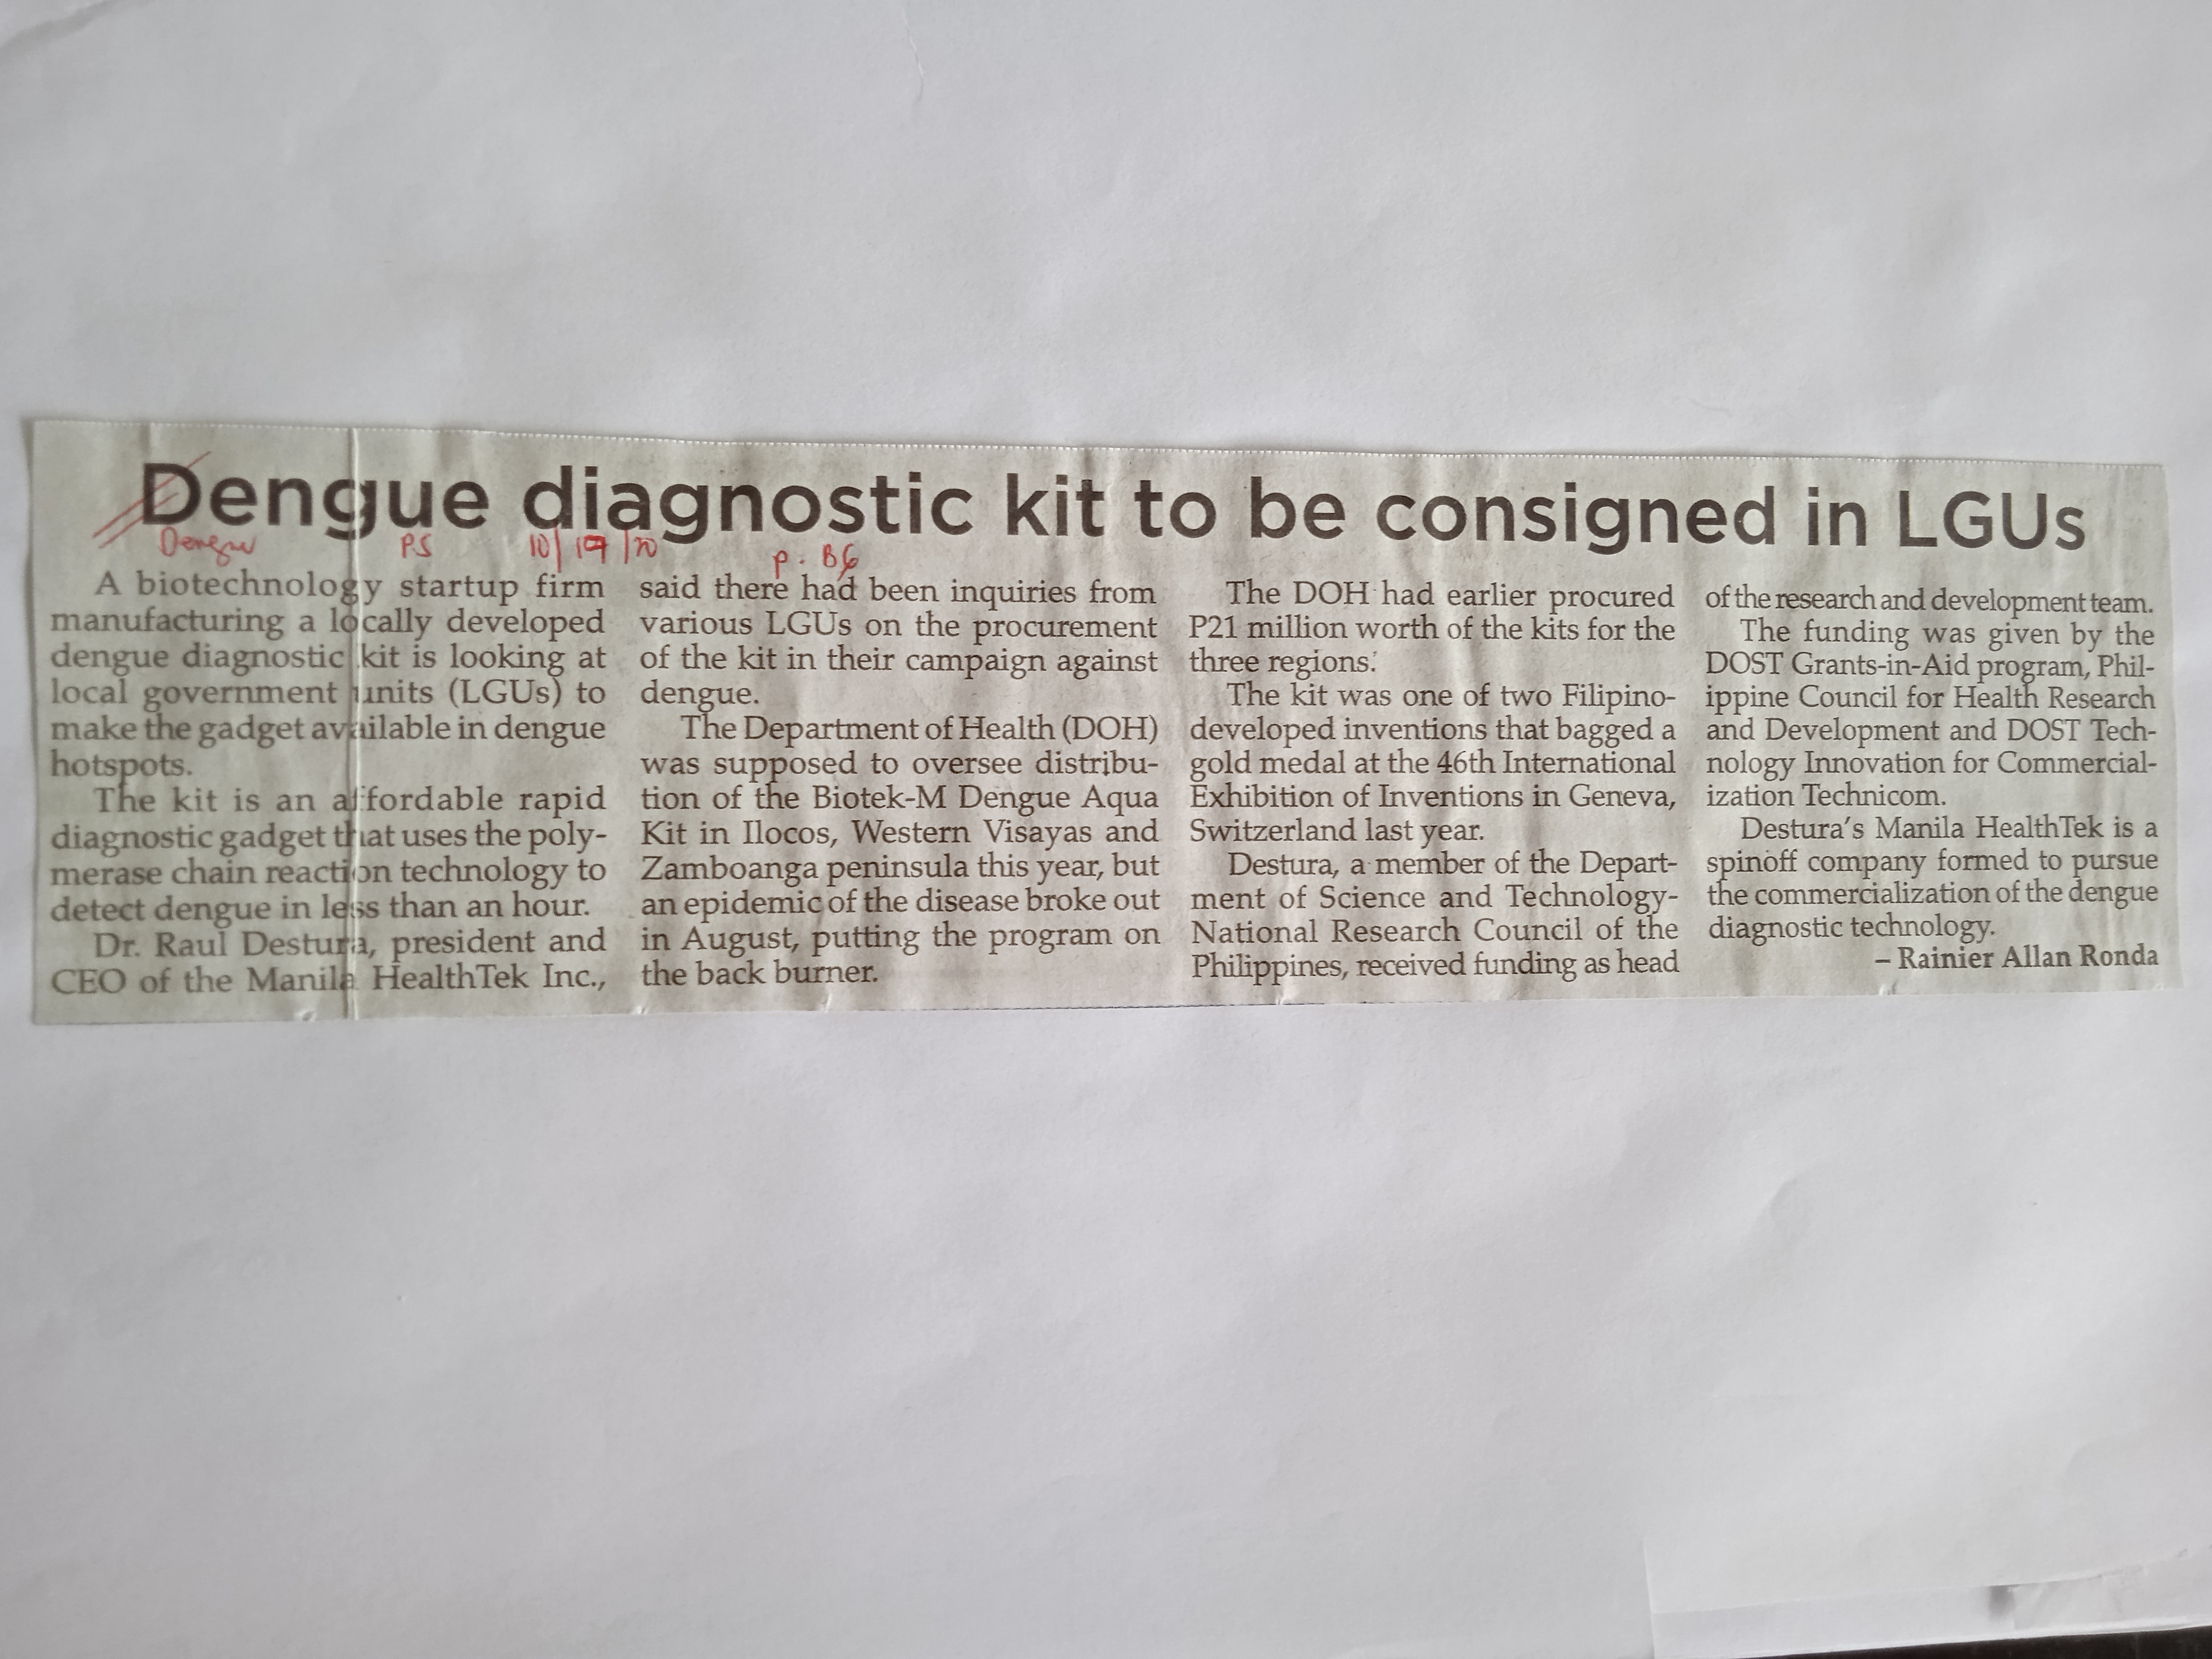 Dengue diagnostic kit to be consigned in LGUs
Dengue PS 10/ /20 p. B6
A biotechnology startup firm
manufacturing a locally developed
dengue diagnostic kit is looking at
local government units (LGUs) to
make the gadget available in dengue
hotspots.
The kit is an affordable rapid
diagnostic gadget that uses the poly-
merase chain reaction technology to
detect dengue in less than an hour.
Dr. Raul Destura, president and
CEO of the Manila HealthTek Inc.,
said there had been inquiries from
various LGUs on the procurement
of the kit in their campaign against
dengue.
The Department of Health (DOH)
was supposed to oversee distribu-
tion of the Biotek-M Dengue Aqua
Kit in Ilocos, Western Visayas and
Zamboanga peninsula this year, but
an epidemic of the disease broke out
in August, putting the program on
the back burner.
The DOH had earlier procured
P21 million worth of the kits for the
three regions.
The kit was one of two Filipino-
developed inventions that bagged a
gold medal at the 46th International
Exhibition of Inventions in Geneva,
Switzerland last year.
Destura, a member of the Depart-
ment of Science and Technology-
National Research Council of the
Philippines, received funding as head
of the research and development team.
The funding was given by the
DOST Grants-in-Aid program, Phil-
ippine Council for Health Research
and Development and DOST Tech-
nology Innovation for Commercial-
ization Technicom.
Destura's Manila HealthTek is a
spinoff company formed to pursue
the commercialization of the dengue
diagnostic technology.
– Rainier Allan Ronda